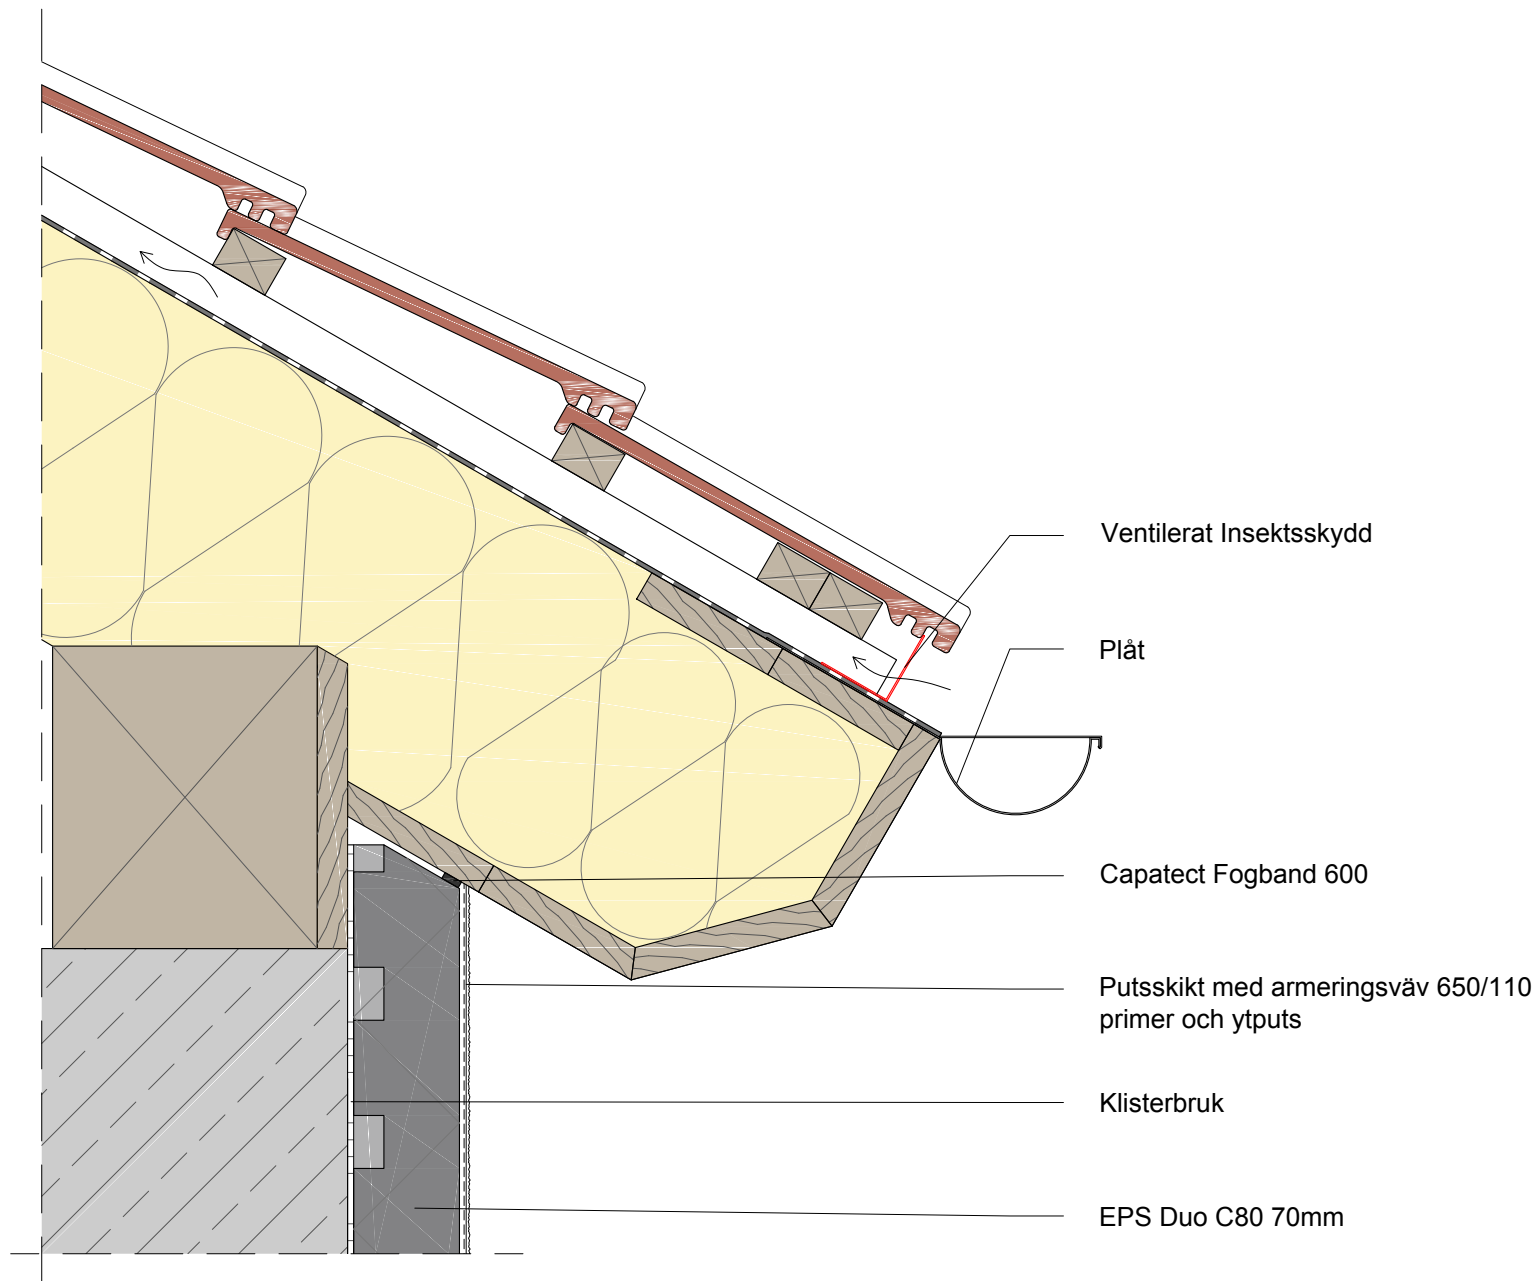 Ventilerat Insektsskydd
Plåt
Capatect Fogband 600
Putsskikt med armeringsväv 650/110
primer och ytputs
Klisterbruk
EPS Duo C80 70mm